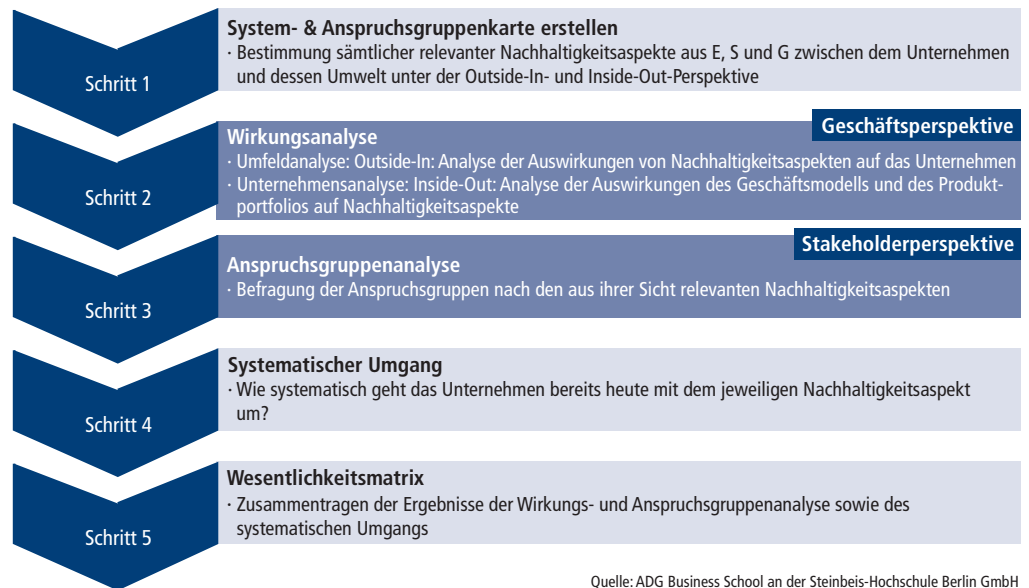 Schritt 1
System- & Anspruchsgruppenkarte erstellen
· Bestimmung sämtlicher relevanter Nachhaltigkeitsaspekte aus E, S und G zwischen dem Unternehmen
und dessen Umwelt unter der Outside-In- und Inside-Out-Perspektive
Schritt 2
Geschäftsperspektive
Wirkungsanalyse
· Umfeldanalyse: Outside-In: Analyse der Auswirkungen von Nachhaltigkeitsaspekten auf das Unternehmen
· Unternehmensanalyse: Inside-Out: Analyse der Auswirkungen des Geschäftsmodells und des Produkt-
portfolios auf Nachhaltigkeitsaspekte
Schritt 3
Stakeholderperspektive
Anspruchsgruppenanalyse
· Befragung der Anspruchsgruppen nach den aus ihrer Sicht relevanten Nachhaltigkeitsaspekten
Schritt 4
Systematischer Umgang
· Wie systematisch geht das Unternehmen bereits heute mit dem jeweiligen Nachhaltigkeitsaspekt
um?
Schritt 5
Wesentlichkeitsmatrix
· Zusammentragen der Ergebnisse der Wirkungs- und Anspruchsgruppenanalyse sowie des
systematischen Umgangs
Quelle: ADG Business School an der Steinbeis-Hochschule Berlin GmbH